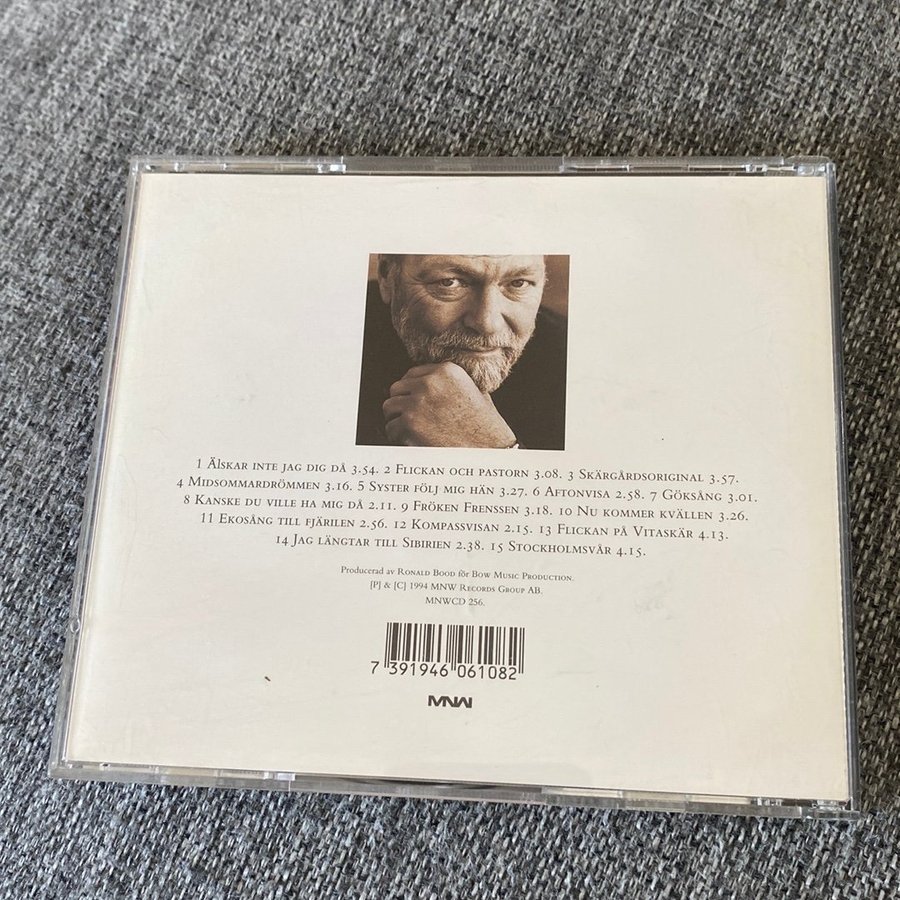 1 Älskar inte jag dig då 3.54. 2 Flickan och pastorn 3.08. 3 Skärgårdsoriginal 3.57.
4 Midsommardrömmen 3.16. 5 Syster följ mig hän 3.27. 6 Aftonvisa 2.58. 7 Göksång 3.01.
8 Kanske du ville ha mig då 2.11. 9 Fröken Frenssen 3.18. 10 Nu kommer kvällen 3.26.
11 Ekosång till fjärilen 2.56. 12 Kompassvisan 2.15. 13 Flickan på Vitaskär 4.13.
14 Jag längtar till Sibirien 2.38. 15 Stockholmsvår 4.15.
Producerad av Ronald Bood för Bow Music Production.
[P] & [C] 1994 MNW Records Group AB.
MNWCD 256.
7 391946 061082
MNW